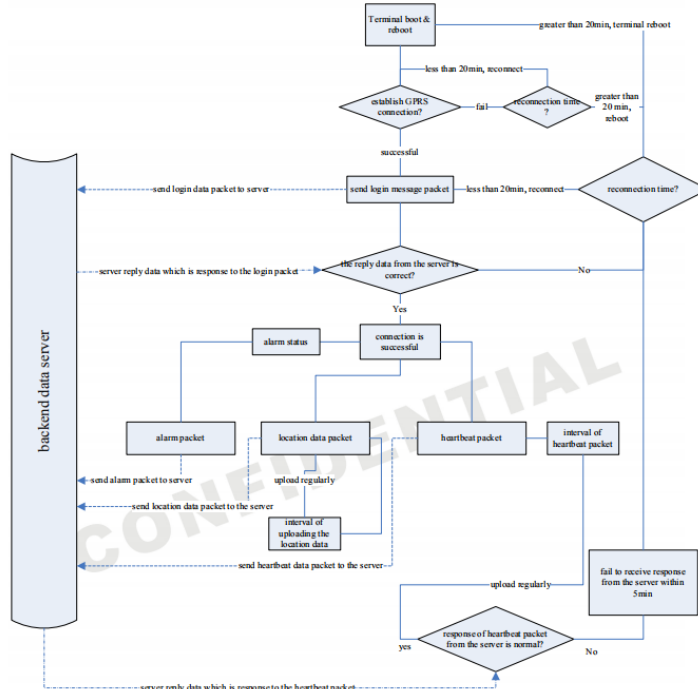 Terminal boot &
reboot
greater than 20min, terminal reboot
less than 20min, reconnect
establish GPRS
connection?
fail
reconnection time
?
greater than
20 min,
reboot
successful
send login data packet to server
send login message packet
less than 20min, reconnect
reconnection time?
server reply data which is response to the login packet
the reply data from the server is
correct?
No
Yes
alarm status
connection is
successful
backend data server
CONFIDENTIAL
alarm packet
location data packet
heartbeat packet
interval of
heartbeat packet
send alarm packet to server
upload regularly
send location data packet to the server
interval of
uploading the
location data
send heartbeat data packet to the server
fail to receive response
from the server within
5min
upload regularly
response of heartbeat packet
from the server is normal?
yes
No
server reply data which is response to the heartbeat packet